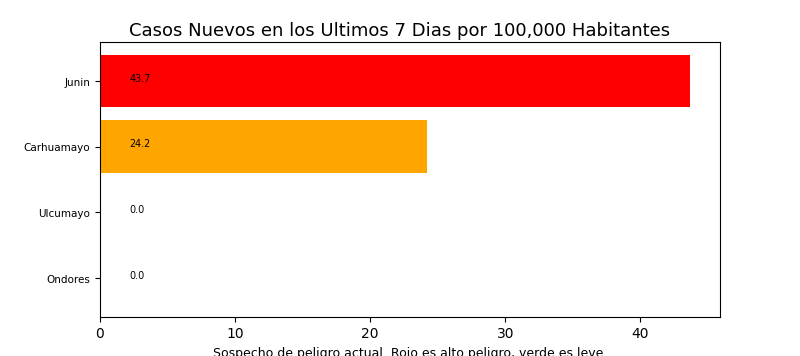 Casos Nuevos en los Ultimos 7 Dias por 100,000 Habitantes
Junin
43.7
Carhuamayo
24.2
Ulcumayo
0.0
Ondores
0.0
0 10 20 30 40
Sospecho de peligro actual. Rojo es alto peligro, verde es leve